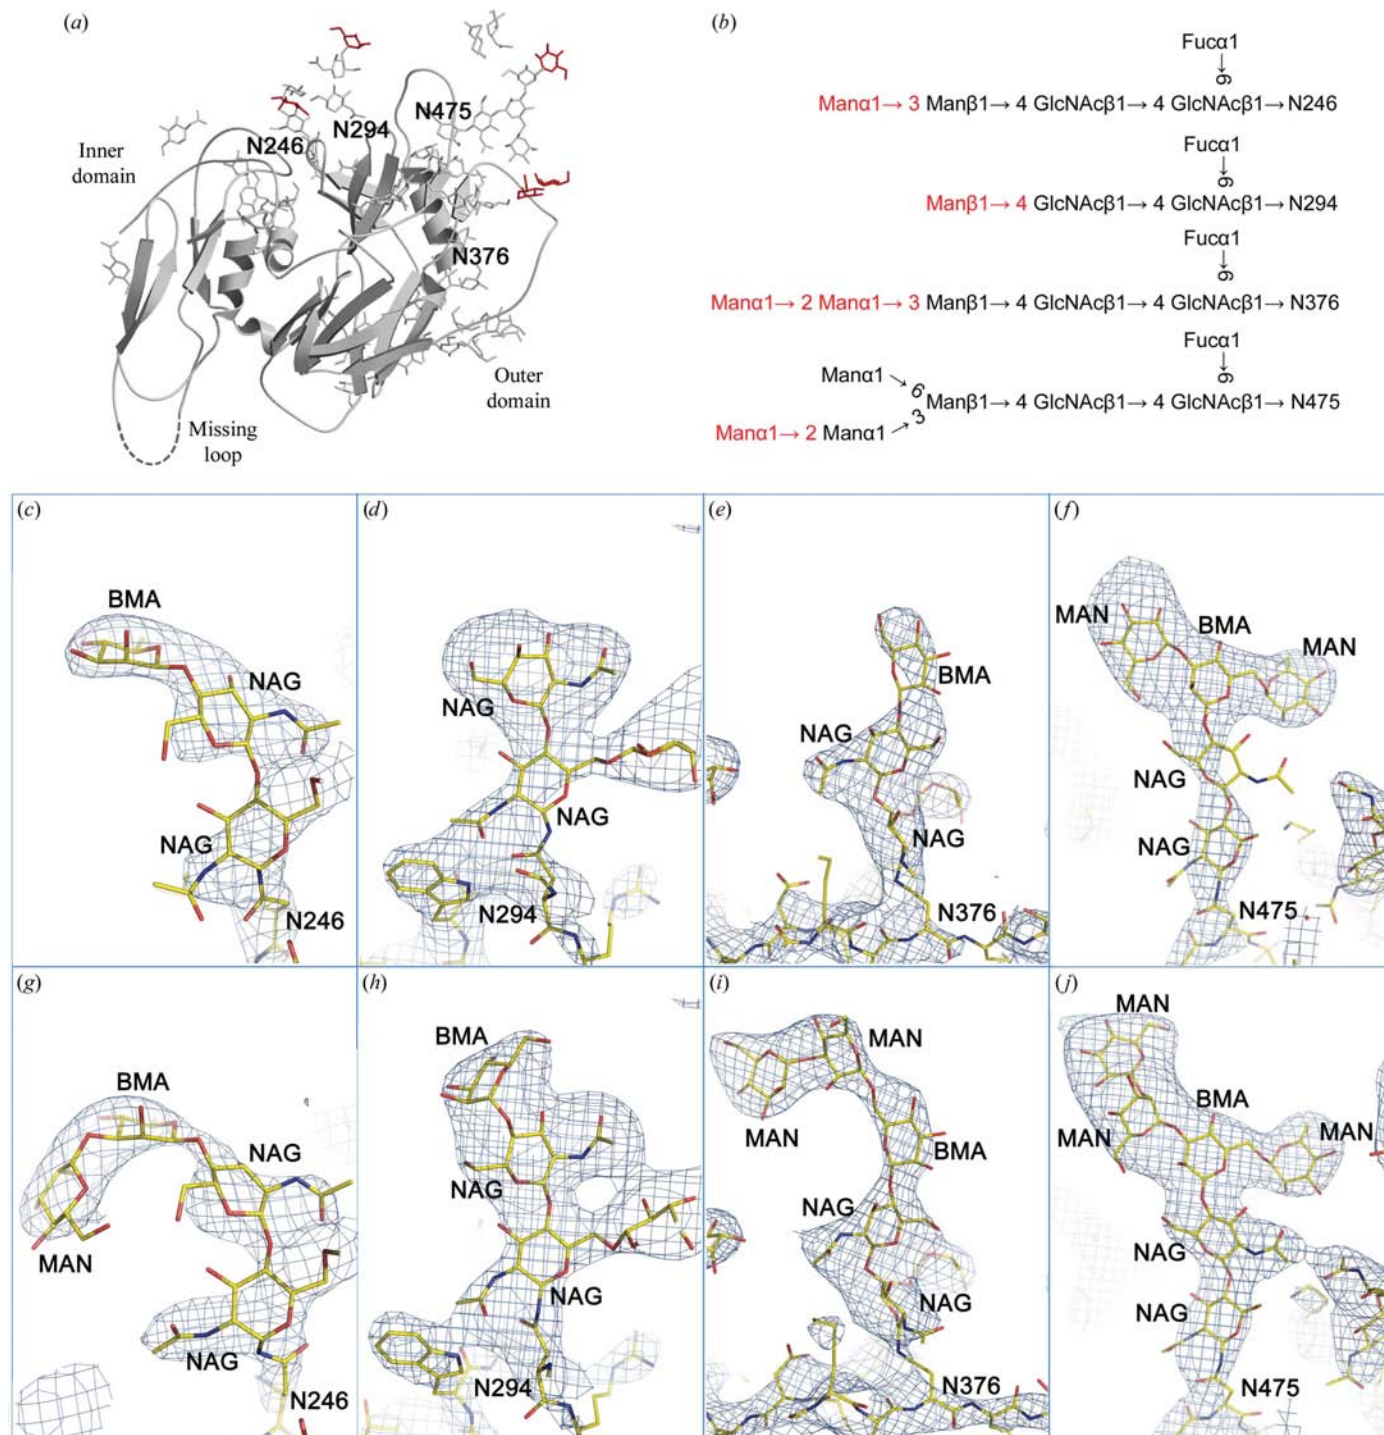 (a)
N475
N294
N246
Inner
domain
N376
Outer
domain
Missing
loop
(b)
Fucα1
→6
Manα1→ 3 Manβ1→ 4 GlcNAcβ1→ 4 GlcNAcβ1→ N246
Fucα1
→6
Manβ1→ 4 GlcNAcβ1→ 4 GlcNAcβ1→ N294
Fucα1
→6
Manα1→ 2 Manα1→ 3 Manβ1→ 4 GlcNAcβ1→ 4 GlcNAcβ1→ N376
Fucα1
→6
Manα1 → 6
Manβ1→ 4 GlcNAcβ1→ 4 GlcNAcβ1→ N475
Manα1→ 2 Manα1 → 3
(c)
BMA
NAG
NAG
N246
(d)
NAG
NAG
N294
(e)
BMA
NAG
NAG
N376
(f)
MAN
BMA
MAN
NAG
NAG
N475
(g)
BMA
NAG
MAN
NAG
N246
(h)
BMA
NAG
NAG
N294
(i)
MAN
MAN
BMA
NAG
NAG
N376
(j)
MAN
BMA
MAN
MAN
NAG
NAG
N475